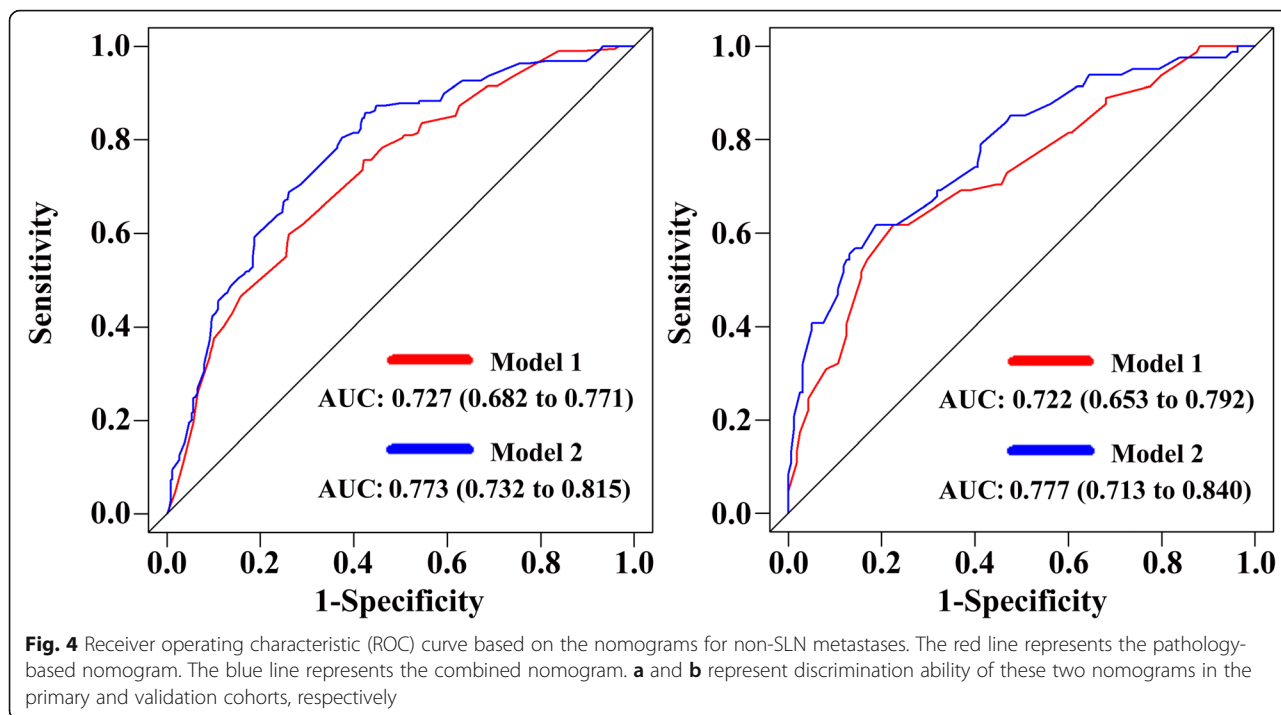 1.0
0.8
0.6
0.4
0.2
0.0
Sensitivity
Model 1
AUC: 0.727 (0.682 to 0.771)
Model 2
AUC: 0.773 (0.732 to 0.815)
0.0 0.2 0.4 0.6 0.8 1.0
1-Specificity
1.0
0.8
0.6
0.4
0.2
0.0
Sensitivity
Model 1
AUC: 0.722 (0.653 to 0.792)
Model 2
AUC: 0.777 (0.713 to 0.840)
0.0 0.2 0.4 0.6 0.8 1.0
1-Specificity
Fig. 4 Receiver operating characteristic (ROC) curve based on the nomograms for non-SLN metastases. The red line represents the pathology-
based nomogram. The blue line represents the combined nomogram. a and b represent discrimination ability of these two nomograms in the
primary and validation cohorts, respectively